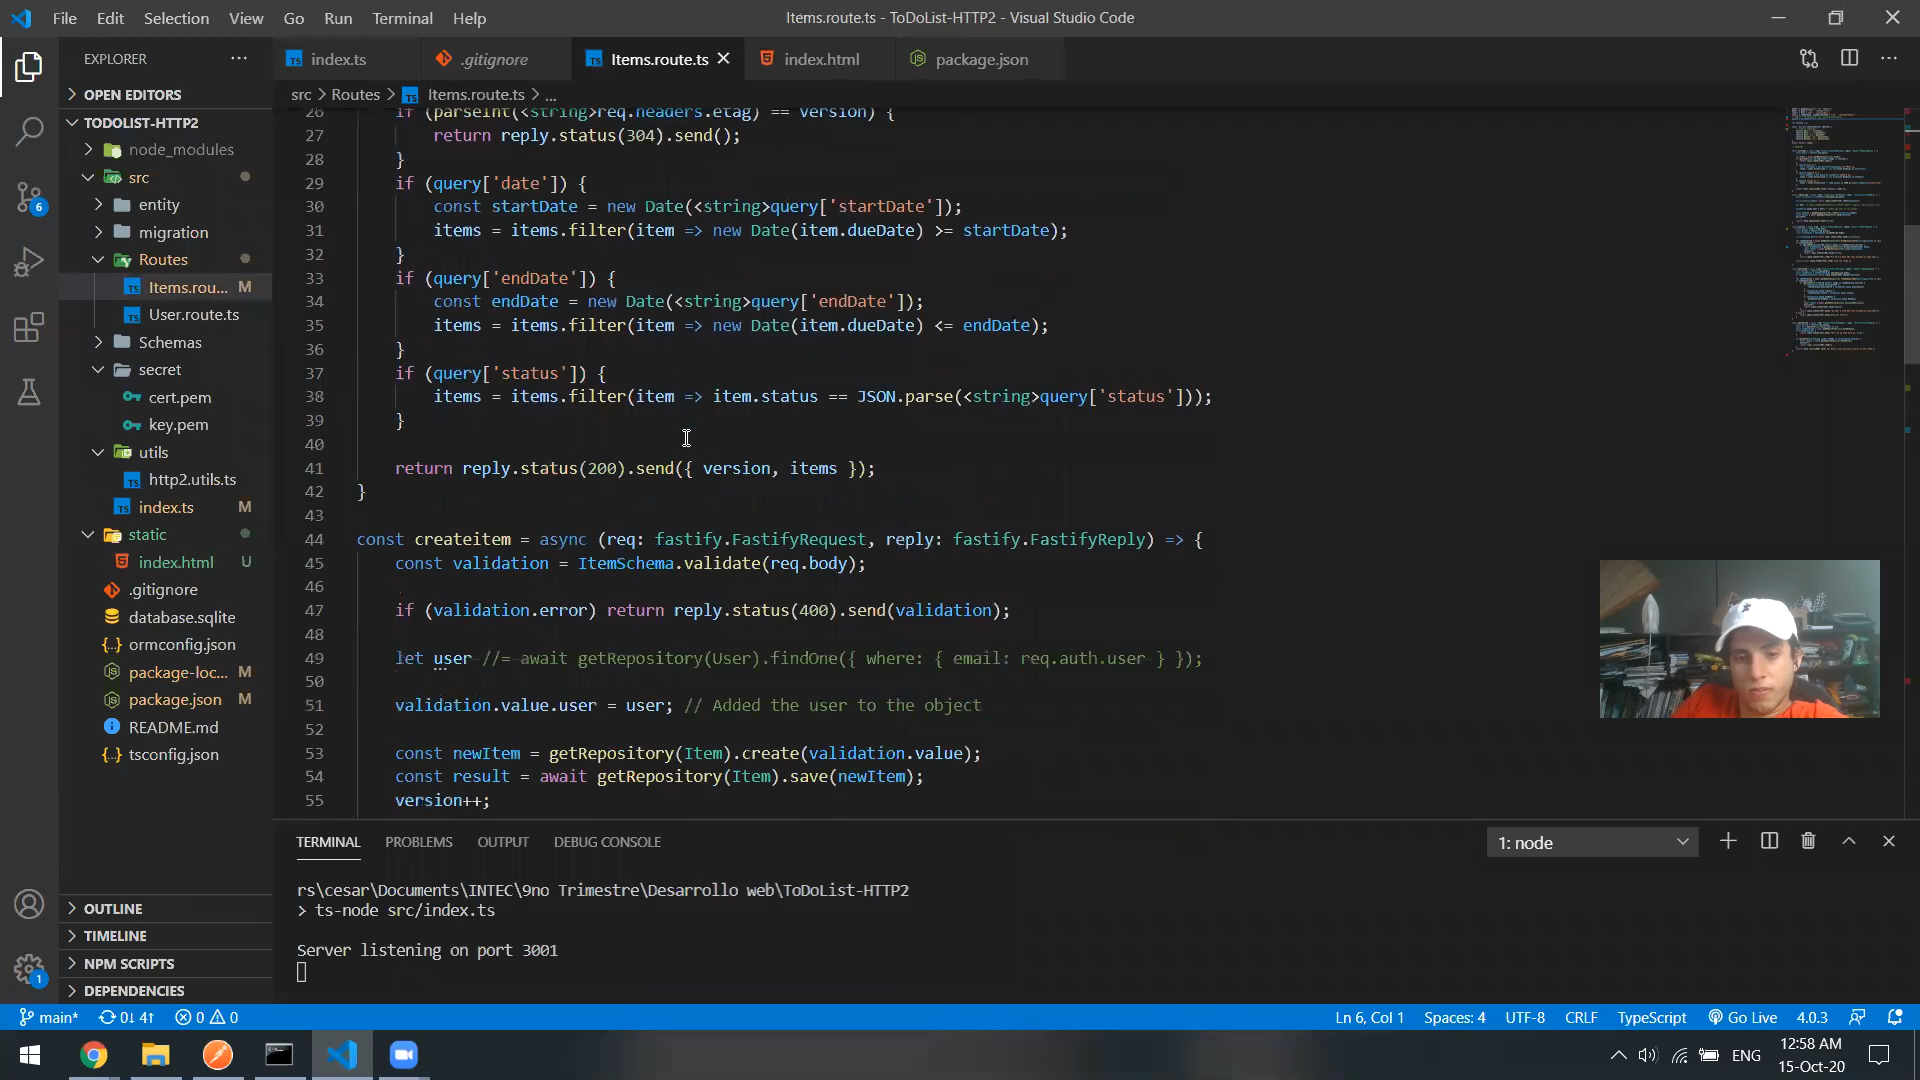 File Edit Selection View Go Run Terminal Help
Items.route.ts - ToDoList-HTTP2 - Visual Studio Code
EXPLORER
index.ts
.gitignore
Items.route.ts
index.html
package.json
src > Routes > Items.route.ts > ...
OPEN EDITORS
TODOLIST-HTTP2
node_modules
src
entity
migration
Routes
Items.rou... M
User.route.ts
Schemas
secret
cert.pem
key.pem
utils
http2.utils.ts
index.ts M
static
index.html U
.gitignore
database.sqlite
ormconfig.json
package-loc... M
package.json M
README.md
tsconfig.json
OUTLINE
TIMELINE
NPM SCRIPTS
DEPENDENCIES
6
1
26 if (parseInt(<string>req.headers.etag) == version) {
27 return reply.status(304).send();
28 }
29 if (query['date']) {
30 const startDate = new Date(<string>query['startDate']);
31 items = items.filter(item => new Date(item.dueDate) >= startDate);
32 }
33 if (query['endDate']) {
34 const endDate = new Date(<string>query['endDate']);
35 items = items.filter(item => new Date(item.dueDate) <= endDate);
36 }
37 if (query['status']) {
38 items = items.filter(item => item.status == JSON.parse(<string>query['status']));
39 }
40
41 return reply.status(200).send({ version, items });
42 }
43
44 const createitem = async (req: fastify.FastifyRequest, reply: fastify.FastifyReply) => {
45 const validation = ItemSchema.validate(req.body);
46
47 if (validation.error) return reply.status(400).send(validation);
48
49 let user //= await getRepository(User).findOne({ where: { email: req.auth.user } });
50
51 validation.value.user = user; // Added the user to the object
52
53 const newItem = getRepository(Item).create(validation.value);
54 const result = await getRepository(Item).save(newItem);
55 version++;
TERMINAL PROBLEMS OUTPUT DEBUG CONSOLE
1: node
rs\cesar\Documents\INTEC\9no Trimestre\Desarrollo web\ToDoList-HTTP2
> ts-node src/index.ts
Server listening on port 3001
main* 0↓ 4↑ 0 0
Ln 6, Col 1 Spaces: 4 UTF-8 CRLF TypeScript Go Live 4.0.3
ENG
12:58 AM
15-Oct-20